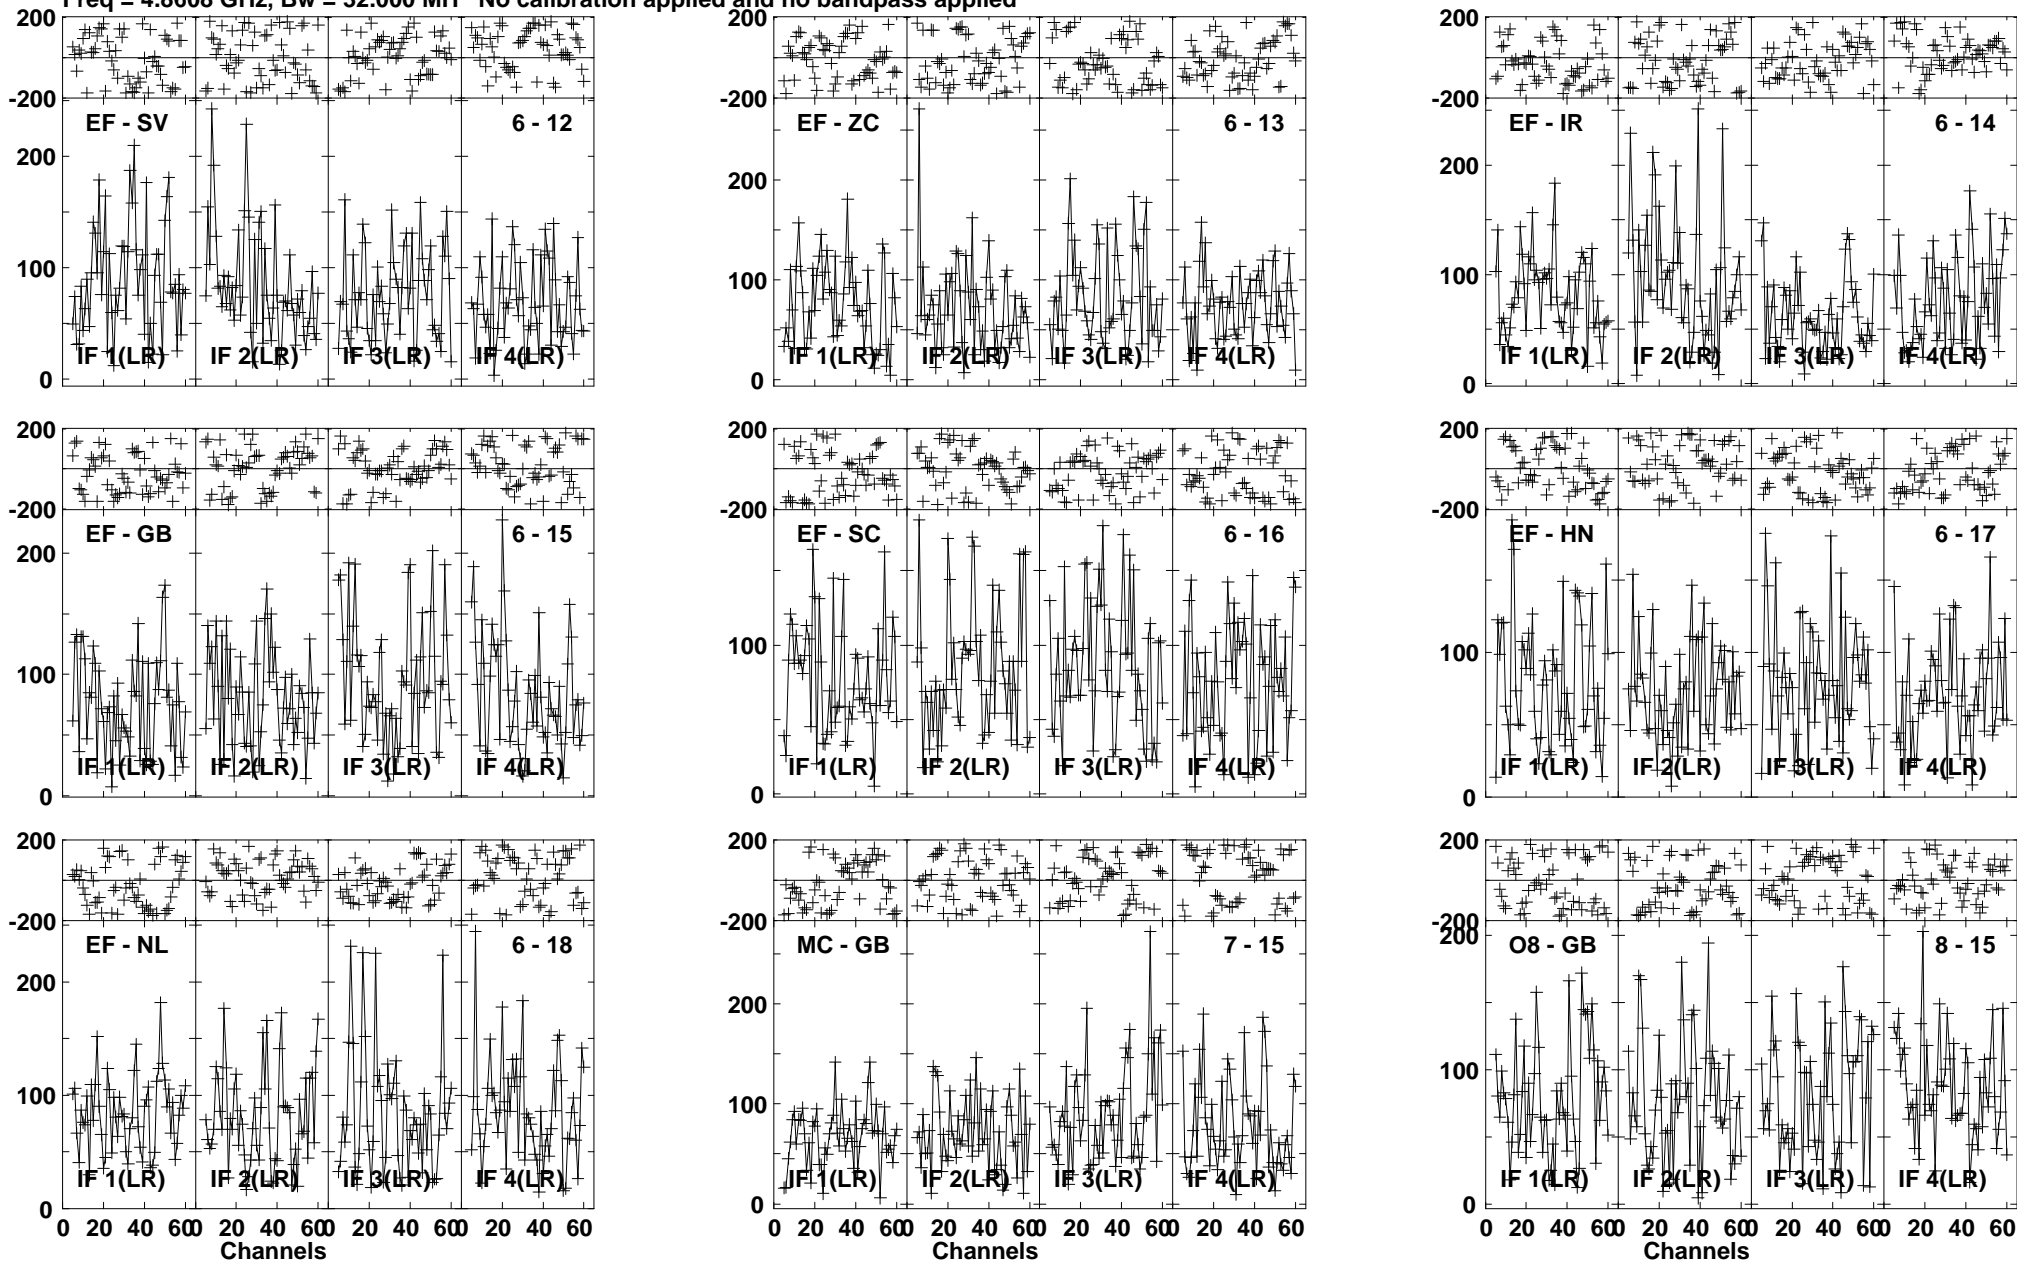 Freq = 4.8608 GHz, Bw = 32.000 MH No calibration applied and no bandpass applied
200 200 200
-200 -200 -200
EF - SV 6 - 12 EF - ZC 6 - 13 EF - IR 6 - 14
200 200 200
100 100 100
IF 1(LR) IF 2(LR) IF 3(LR) IF 4(LR) IF 1(LR) IF 2(LR) IF 3(LR) IF 4(LR) IF 1(LR) IF 2(LR) IF 3(LR) IF 4(LR)
0 0 0
200 200 200
-200 -200 -200
EF - GB 6 - 15 EF - SC 6 - 16 EF - HN 6 - 17
200
100 100 100
IF 1(LR) IF 2(LR) IF 3(LR) IF 4(LR) IF 1(LR) IF 2(LR) IF 3(LR) IF 4(LR) IF 1(LR) IF 2(LR) IF 3(LR) IF 4(LR)
0 0 0
200 200 200
-200 -200 -200
EF - NL 6 - 18 MC - GB 7 - 15 O8 - GB 8 - 15
200 200 200
100 100 100
IF 1(LR) IF 2(LR) IF 3(LR) IF 4(LR) IF 1(LR) IF 2(LR) IF 3(LR) IF 4(LR) IF 1(LR) IF 2(LR) IF 3(LR) IF 4(LR)
0 0 0
0 20 40 60 0 20 40 60 0 20 40 60 0 20 40 60 0 20 40 60 0 20 40 60 0 20 40 60 0 20 40 60 0 20 40 60 0 20 40 60 0 20 40 60 0 20 40 60
Channels Channels Channels